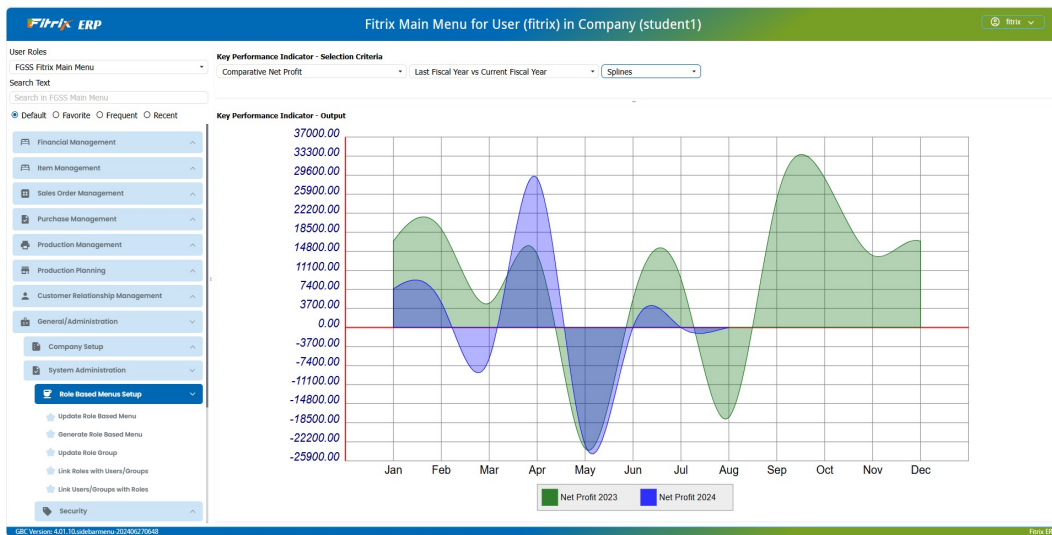 Fitrix ERP
Fitrix Main Menu for User (fitrix) in Company (student1)
fitrix
User Roles
FGSS Fitrix Main Menu
Search Text
Search in FGSS Main Menu
Default Favorite Frequent Recent
Financial Management
Item Management
Sales Order Management
Purchase Management
Production Management
Production Planning
Customer Relationship Management
General/Administration
Company Setup
System Administration
Role Based Menus Setup
Update Role Based Menu
Generate Role Based Menu
Update Role Group
Link Roles with Users/Groups
Link Users/Groups with Roles
Security
Key Performance Indicator - Selection Criteria
Comparative Net Profit Last Fiscal Year vs Current Fiscal Year Splines
Key Performance Indicator - Output
37000.00
33300.00
29600.00
25900.00
22200.00
18500.00
14800.00
11100.00
7400.00
3700.00
0.00
-3700.00
-7400.00
-11100.00
-14800.00
-18500.00
-22200.00
-25900.00
Jan Feb Mar Apr May Jun Jul Aug Sep Oct Nov Dec
Net Profit 2023 Net Profit 2024
GBC Version: 4.01.10,sidebarmenu-202406270648
Fitrix ER